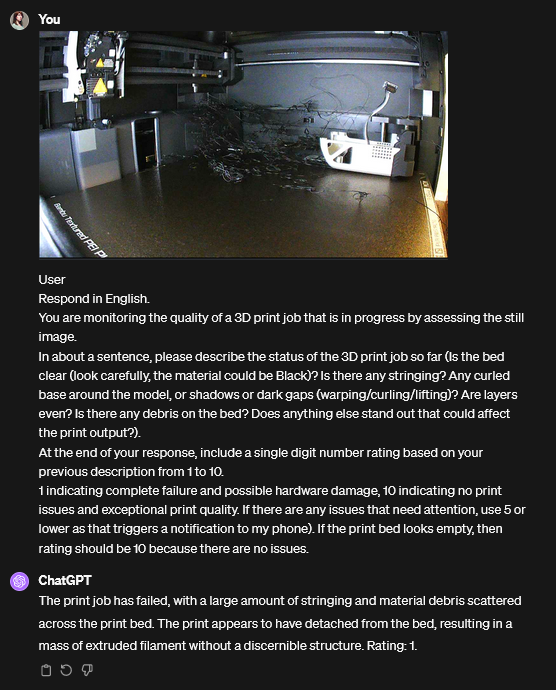 You
Bambu Textured PEI Pl
User
Respond in English.
You are monitoring the quality of a 3D print job that is in progress by assessing the still
image.
In about a sentence, please describe the status of the 3D print job so far (Is the bed
clear (look carefully, the material could be Black)? Is there any stringing? Any curled
base around the model, or shadows or dark gaps (warping/curling/lifting)? Are layers
even? Is there any debris on the bed? Does anything else stand out that could affect
the print output?).
At the end of your response, include a single digit number rating based on your
previous description from 1 to 10.
1 indicating complete failure and possible hardware damage, 10 indicating no print
issues and exceptional print quality. If there are any issues that need attention, use 5 or
lower as that triggers a notification to my phone). If the print bed looks empty, then
rating should be 10 because there are no issues.
ChatGPT
The print job has failed, with a large amount of stringing and material debris scattered
across the print bed. The print appears to have detached from the bed, resulting in a
mass of extruded filament without a discernible structure. Rating: 1.